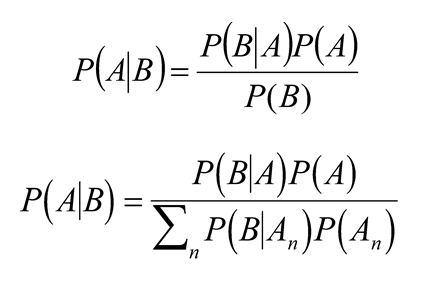 P(A|B) = P(B|A)P(A) / P(B)
P(A|B) = P(B|A)P(A) / ∑ₙ P(B|Aₙ)P(Aₙ)